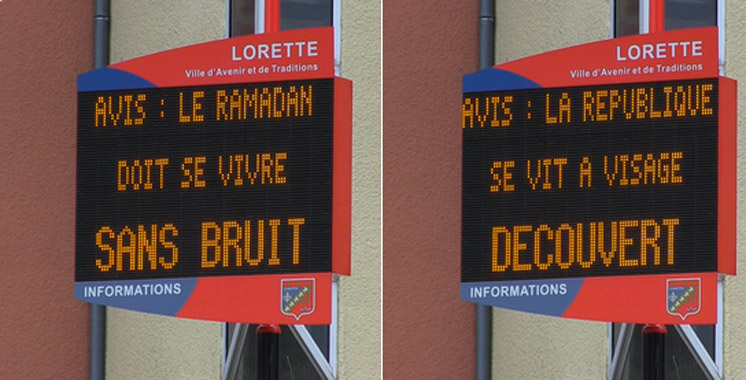 LORETTE
Ville d'Avenir et de Traditions
AVIS : LE RAMADAN
DOIT SE VIVRE
SANS BRUIT
INFORMATIONS
LORETTE
Ville d'Avenir et de Traditions
AVIS : LA REPUBLIQUE
SE VIT A VISAGE
DECOUVERT
INFORMATIONS